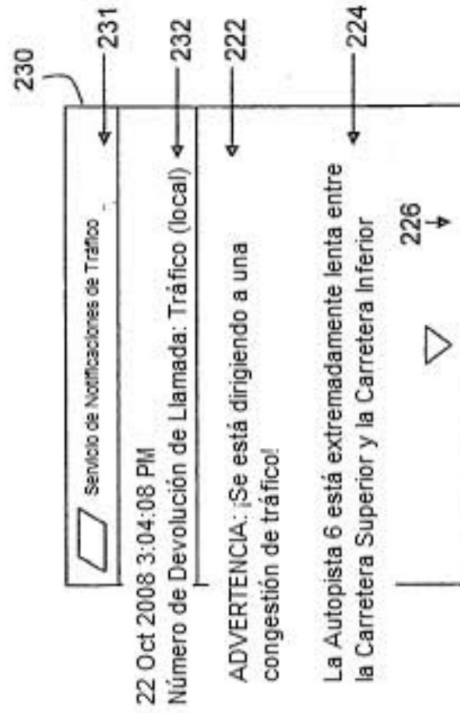 230
Servicio de Notificaciones de Tráfico
231
22 Oct 2008 3:04:08 PM
Número de Devolución de Llamada: Tráfico (local)
232
ADVERTENCIA: ¡Se está dirigiendo a una
congestión de tráfico!
222
La Autopista 6 está extremadamente lenta entre
la Carretera Superior y la Carretera Inferior
224
226